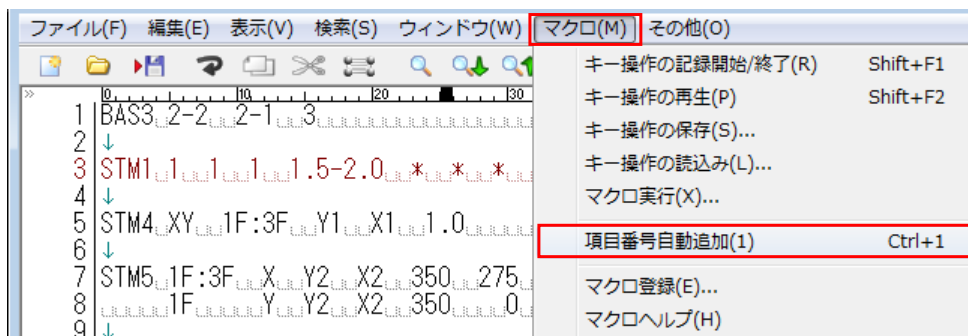 ファイル(F) 編集(E) 表示(V) 検索(S) ウィンドウ(W) マクロ(M) その他(O)
キー操作の記録開始/終了(R) Shift+F1
キー操作の再生(P) Shift+F2
キー操作の保存(S)...
キー操作の読込み(L)...
マクロ実行(X)...
項目番号自動追加(1) Ctrl+1
マクロ登録(E)...
マクロヘルプ(H)
0 10 20 30
1 BAS3 2-2 2-1 3
2 ↓
3 STM1 1 1 1 1.5-2.0 * * *
4 ↓
5 STM4 XY 1F:3F Y1 X1 1.0
6 ↓
7 STM5 1F:3F X Y2 X2 350 275
8 1F Y Y2 X2 350 0
9 ↓